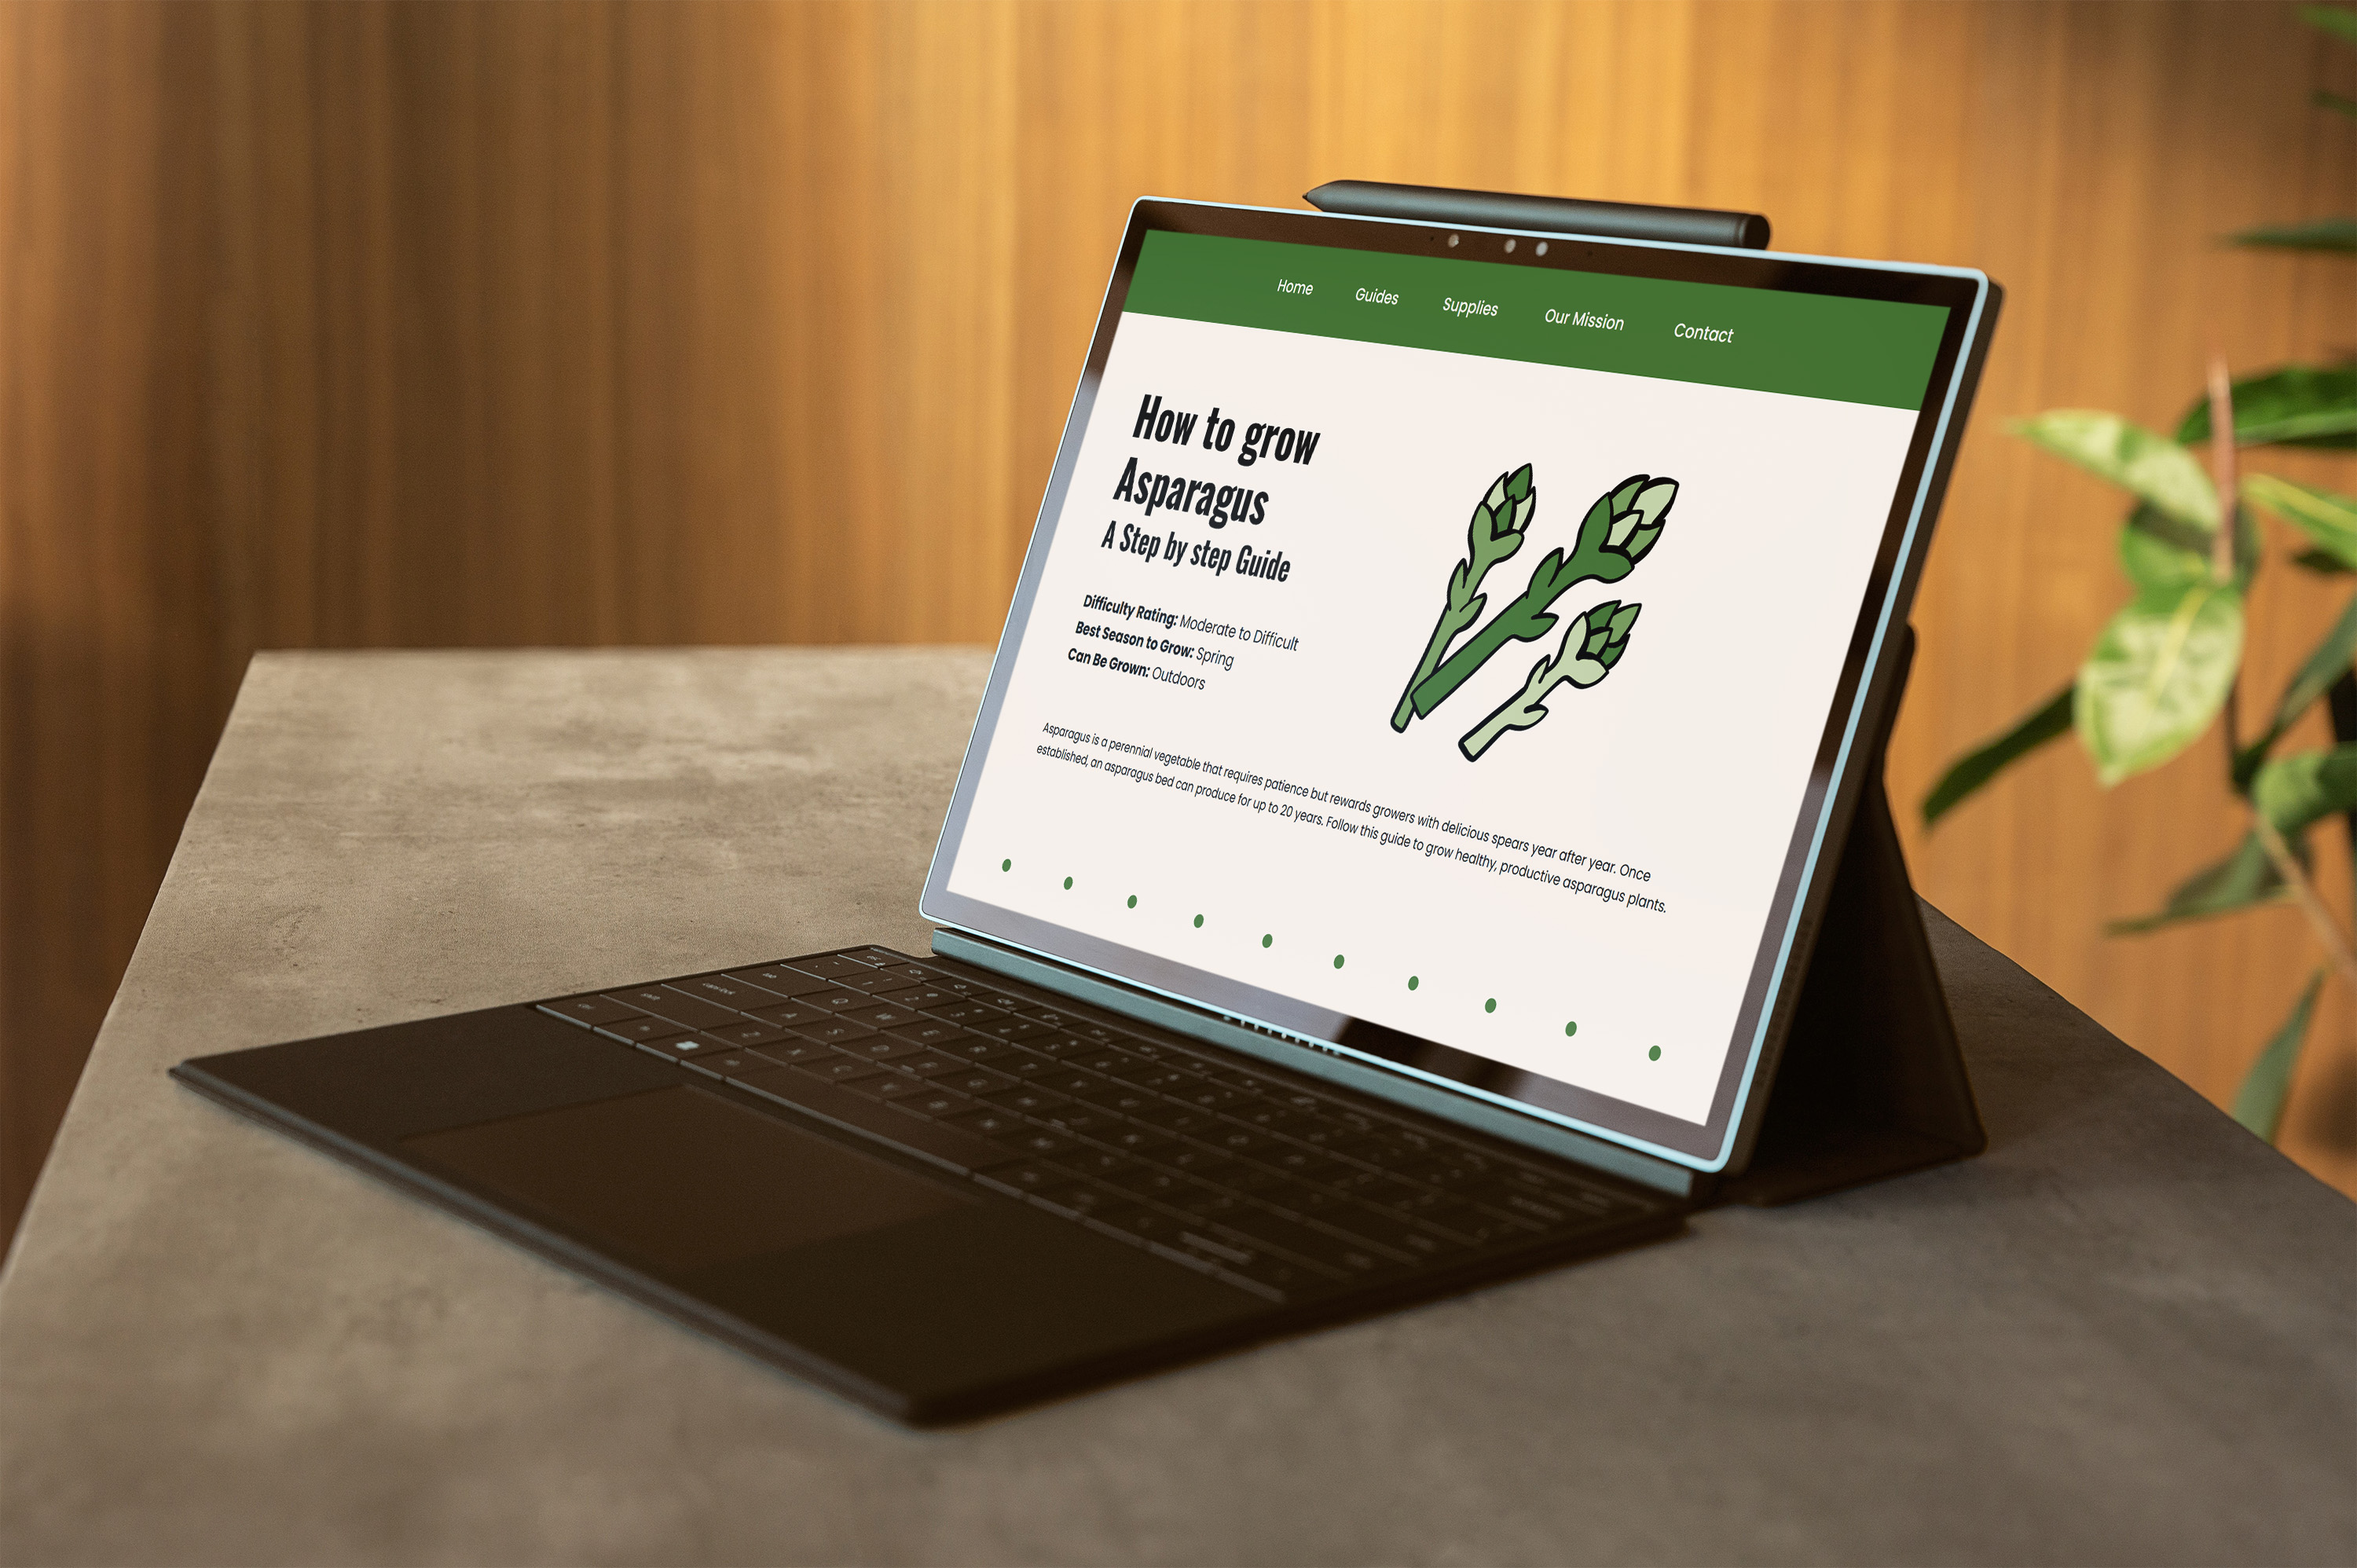 Home Guides Supplies Our Mission Contact
How to grow
Asparagus
A Step by step Guide
Difficulty Rating: Moderate to Difficult
Best Season to Grow: Spring
Can Be Grown: Outdoors
Asparagus is a perennial vegetable that requires patience but rewards growers with delicious spears year after year. Once
established, an asparagus bed can produce for up to 20 years. Follow this guide to grow healthy, productive asparagus plants.